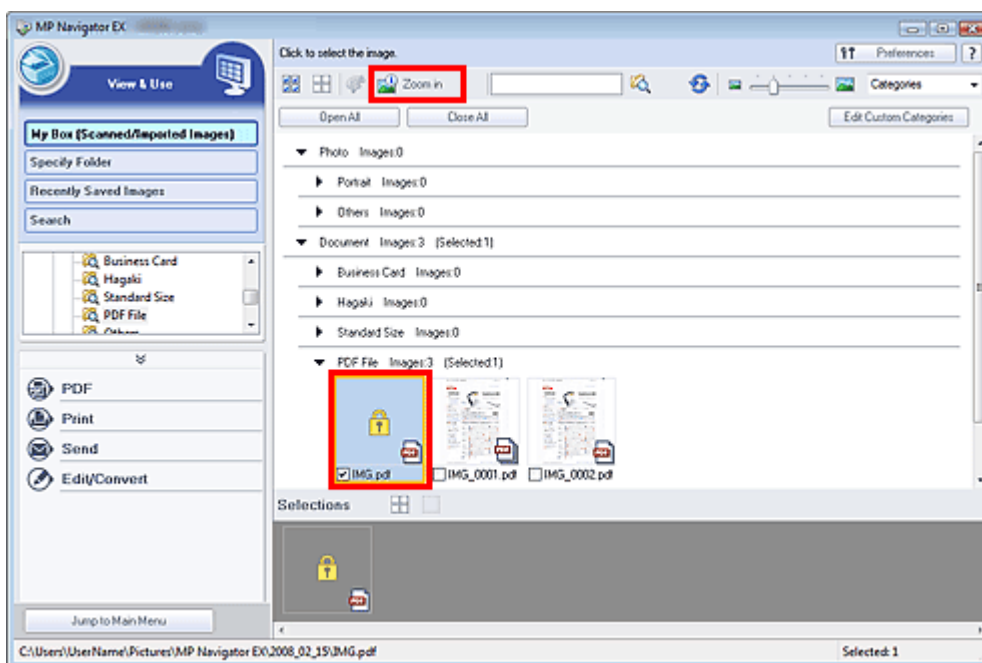 MP Navigator EX
Click to select the image.
Preferences
?
View & Use
Zoom in
Categories
Open All
Close All
Edit Custom Categories
My Box (Scanned/Imported Images)
Specify Folder
Recently Saved Images
Search
Photo Images:0
Portrait Images:0
Others Images:0
Document Images:3 (Selected:1)
Business Card Images:0
Hagaki Images:0
Standard Size Images:0
PDF File Images:3 (Selected:1)
Business Card
Hagaki
Standard Size
PDF File
Others
PDF
Print
Send
Edit/Convert
IMG.pdf
IMG_0001.pdf
IMG_0002.pdf
Selections
Jump to Main Menu
C:\Users\UserName\Pictures\MP Navigator EX\2008_02_15\IMG.pdf
Selected: 1